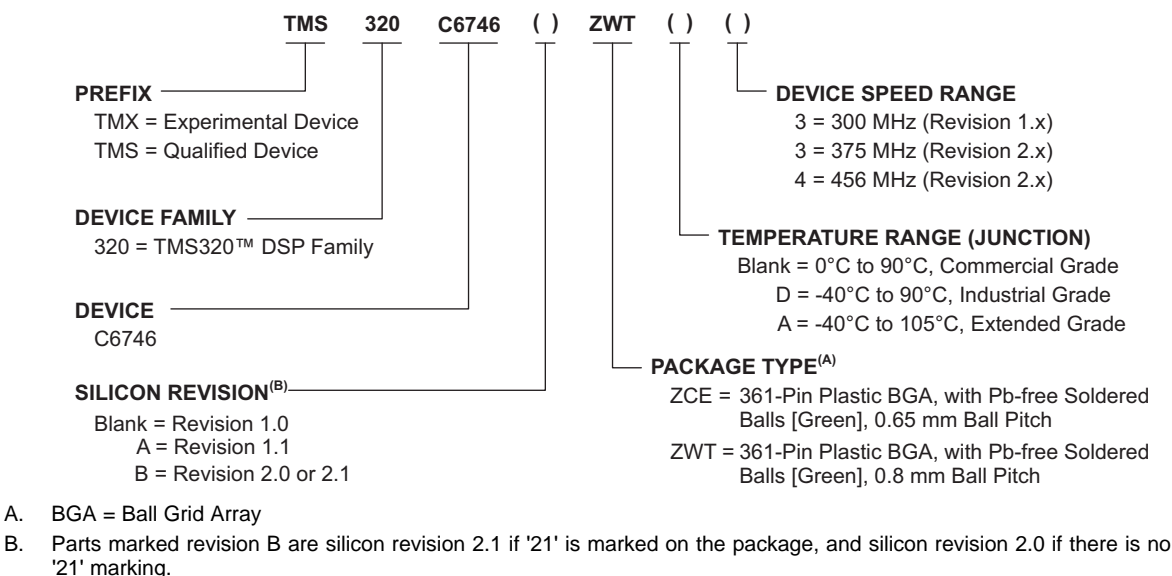 TMS 320 C6746 ( ) ZWT ( ) ( )
PREFIX
TMX = Experimental Device
TMS = Qualified Device
DEVICE FAMILY
320 = TMS320™ DSP Family
DEVICE
C6746
SILICON REVISION(B)
Blank = Revision 1.0
A = Revision 1.1
B = Revision 2.0 or 2.1
DEVICE SPEED RANGE
3 = 300 MHz (Revision 1.x)
3 = 375 MHz (Revision 2.x)
4 = 456 MHz (Revision 2.x)
TEMPERATURE RANGE (JUNCTION)
Blank = 0°C to 90°C, Commercial Grade
D = -40°C to 90°C, Industrial Grade
A = -40°C to 105°C, Extended Grade
PACKAGE TYPE(A)
ZCE = 361-Pin Plastic BGA, with Pb-free Soldered
Balls [Green], 0.65 mm Ball Pitch
ZWT = 361-Pin Plastic BGA, with Pb-free Soldered
Balls [Green], 0.8 mm Ball Pitch
A. BGA = Ball Grid Array
B. Parts marked revision B are silicon revision 2.1 if '21' is marked on the package, and silicon revision 2.0 if there is no
'21' marking.